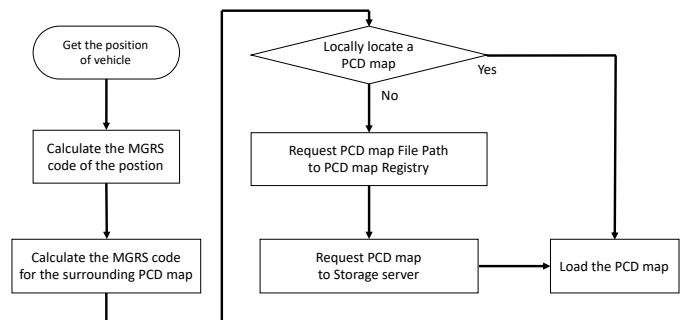 Get the position
of vehicle
Calculate the MGRS
code of the postion
Calculate the MGRS code
for the surrounding PCD map
Locally locate a
PCD map
Yes
No
Request PCD map File Path
to PCD map Registry
Request PCD map
to Storage server
Load the PCD map